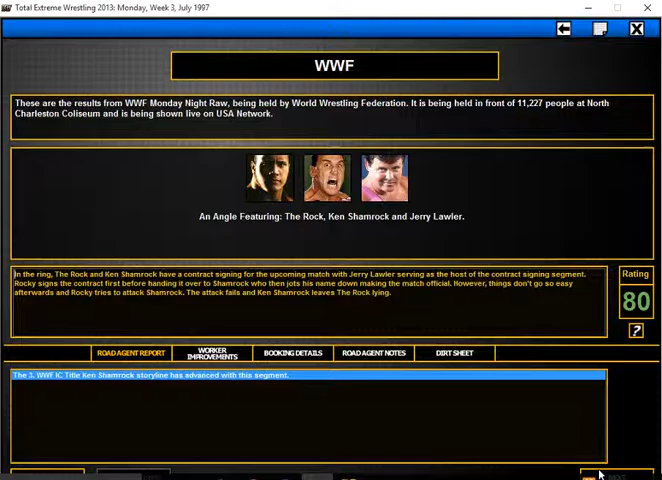 Total Extreme Wrestling 2013: Monday, Week 3, July 1997
WWF
These are the results from WWF Monday Night Raw, being held by World Wrestling Federation. It is being held in front of 11,227 people at North
Charleston Coliseum and is being shown live on USA Network.
An Angle Featuring: The Rock, Ken Shamrock and Jerry Lawler.
In the ring, The Rock and Ken Shamrock have a contract signing for the upcoming match with Jerry Lawler serving as the host of the contract signing segment.
Rocky signs the contract first before handing it over to Shamrock who then jots his name down making the match official. However, things don't go so easy
afterwards and Rocky tries to attack Shamrock. The attack fails and Ken Shamrock leaves The Rock lying.
Rating
80
?
ROAD AGENT REPORT
WORKER
IMPROVEMENTS
BOOKING DETAILS
ROAD AGENT NOTES
DIRT SHEET
The 3. WWF IC Title Ken Shamrock storyline has advanced with this segment.